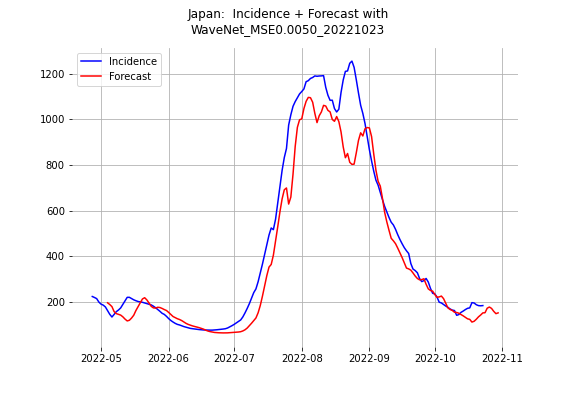 Japan:  Incidence + Forecast with
WaveNet_MSE0.0050_20221023
Incidence
Forecast
1200
1000
800
600
400
200
2022-05 2022-06 2022-07 2022-08 2022-09 2022-10 2022-11